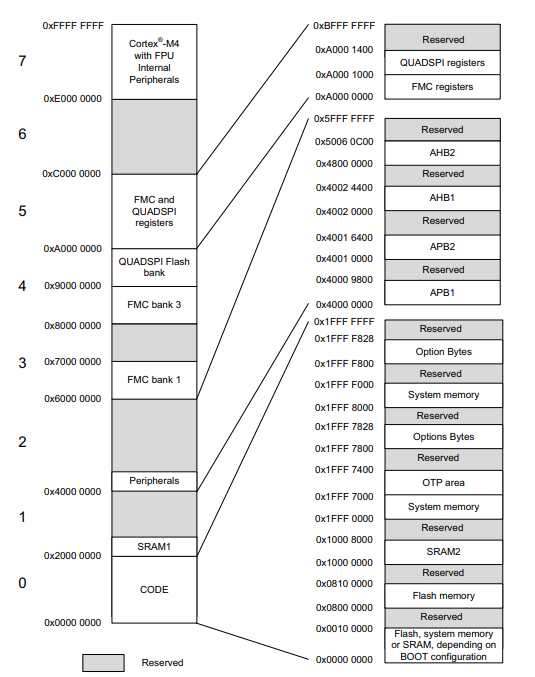 0xFFFF FFFF
7
Cortex®-M4
with FPU
Internal
Peripherals
0xE000 0000
6
0xC000 0000
5
FMC and
QUADSPI
registers
0xA000 0000
QUADSPI Flash
bank
4
0x9000 0000
FMC bank 3
0x8000 0000
3
0x7000 0000
FMC bank 1
0x6000 0000
2
Peripherals
0x4000 0000
1
SRAM1
0x2000 0000
0
CODE
0x0000 0000
Reserved
0xBFFF FFFF
Reserved
0xA000 1400
QUADSPI registers
0xA000 1000
FMC registers
0xA000 0000
0x5FFF FFFF
Reserved
0x5006 0C00
AHB2
0x4800 0000
Reserved
0x4002 4400
AHB1
0x4002 0000
Reserved
0x4001 6400
APB2
0x4001 0000
Reserved
0x4000 9800
APB1
0x4000 0000
0x1FFF FFFF
Reserved
0x1FFF F828
Option Bytes
0x1FFF F800
Reserved
0x1FFF F000
System memory
0x1FFF 8000
Reserved
0x1FFF 7828
Options Bytes
0x1FFF 7800
Reserved
0x1FFF 7400
OTP area
0x1FFF 7000
System memory
0x1FFF 0000
Reserved
0x1000 8000
SRAM2
0x1000 0000
Reserved
0x0810 0000
Flash memory
0x0800 0000
Reserved
0x0010 0000
Flash, system memory
or SRAM, depending on
BOOT configuration
0x0000 0000